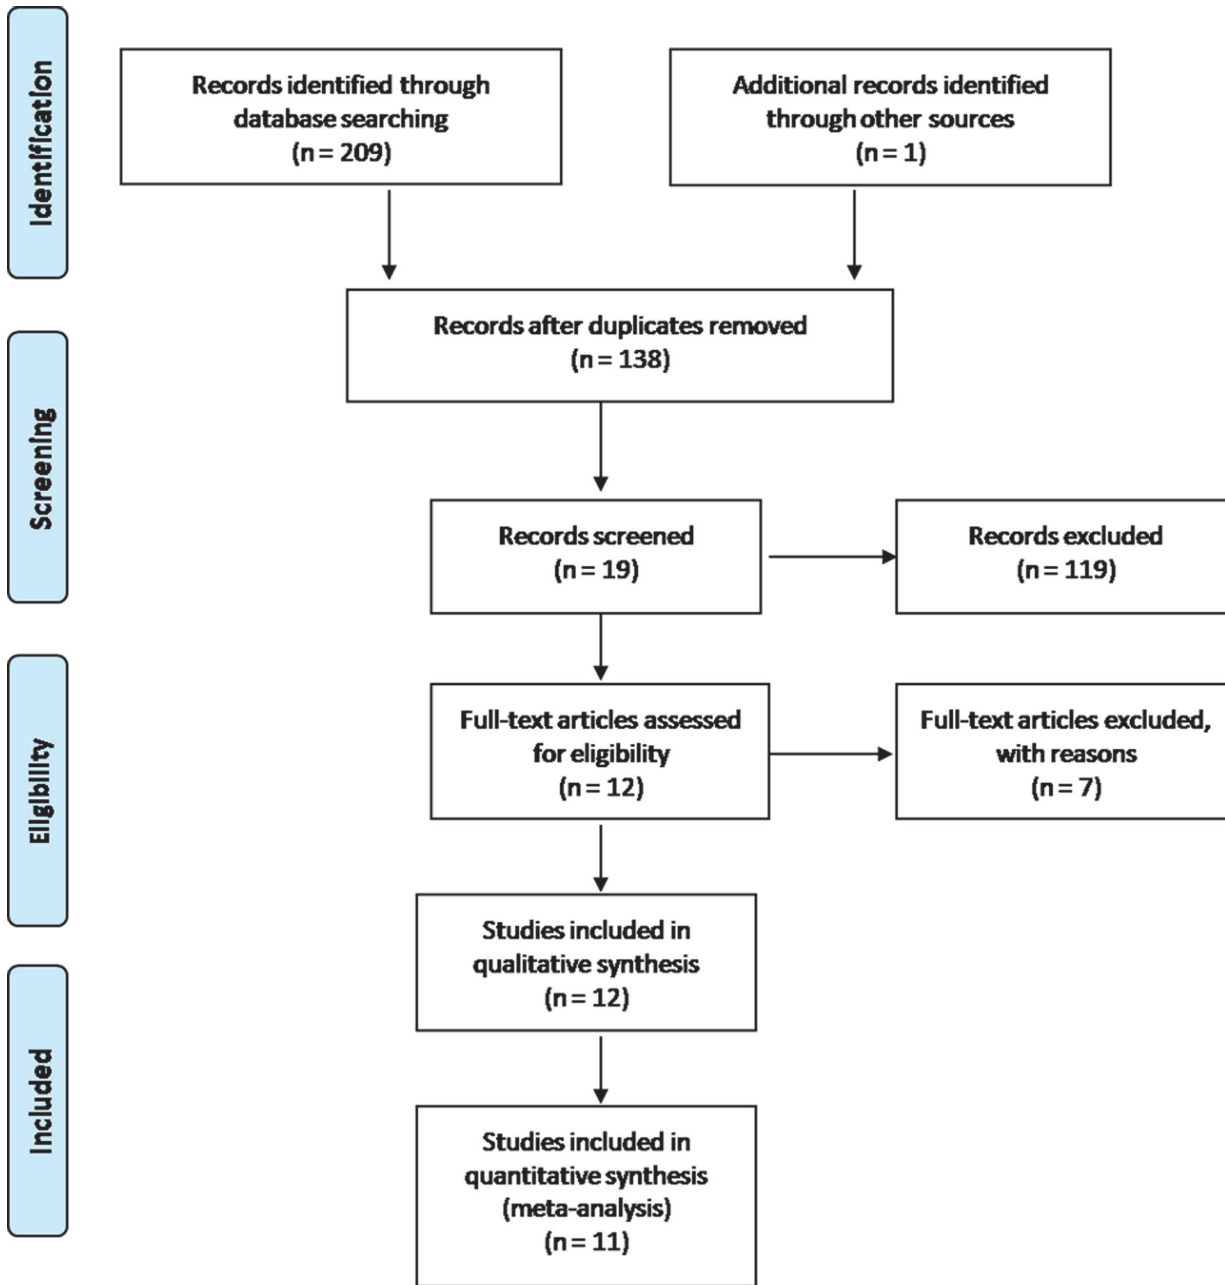 Identification
Records identified through
database searching
(n = 209)
Additional records identified
through other sources
(n = 1)
Records after duplicates removed
(n = 138)
Screening
Records screened
(n = 19)
Records excluded
(n = 119)
Eligibility
Full-text articles assessed
for eligibility
(n = 12)
Full-text articles excluded,
with reasons
(n = 7)
Studies included in
qualitative synthesis
(n = 12)
Included
Studies included in
quantitative synthesis
(meta-analysis)
(n = 11)